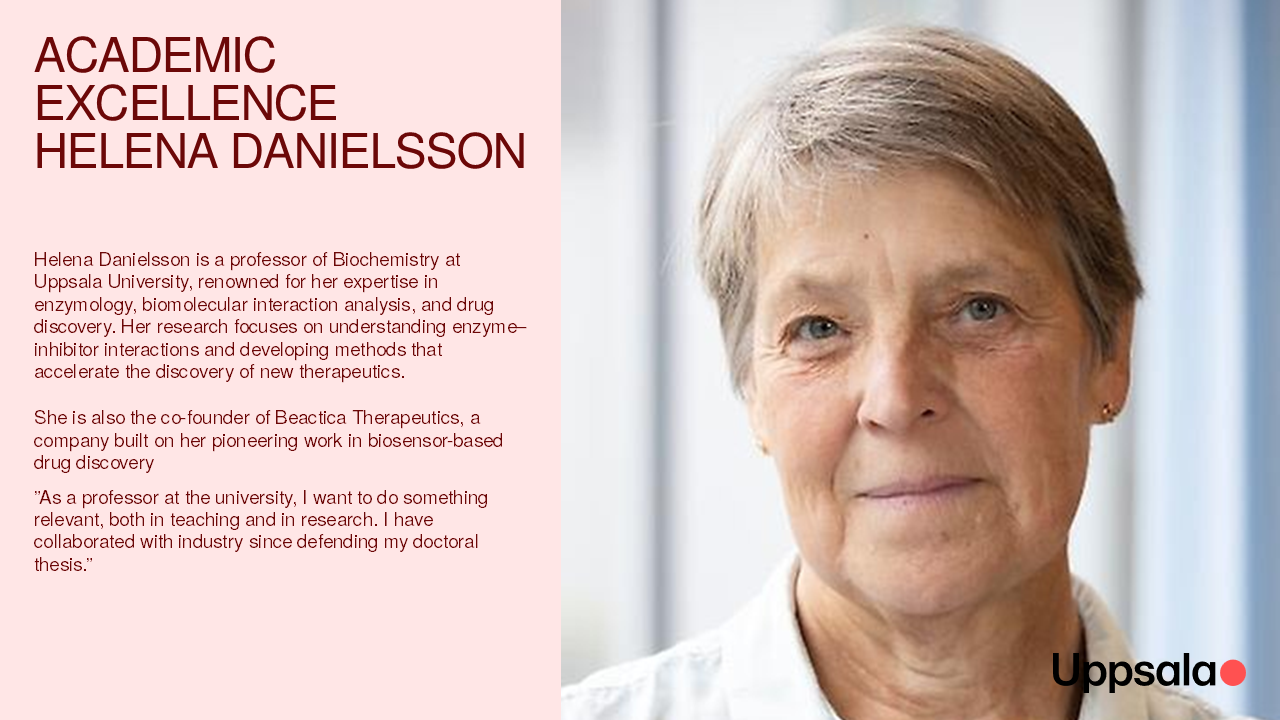 ACADEMIC
EXCELLENCE
HELENA DANIELSSON
Helena Danielsson is a professor of Biochemistry at
Uppsala University, renowned for her expertise in
enzymology, biomolecular interaction analysis, and drug
discovery. Her research focuses on understanding enzyme–
inhibitor interactions and developing methods that
accelerate the discovery of new therapeutics.
She is also the co-founder of Beactica Therapeutics, a
company built on her pioneering work in biosensor-based
drug discovery
”As a professor at the university, I want to do something
relevant, both in teaching and in research. I have
collaborated with industry since defending my doctoral
thesis.”
Uppsala